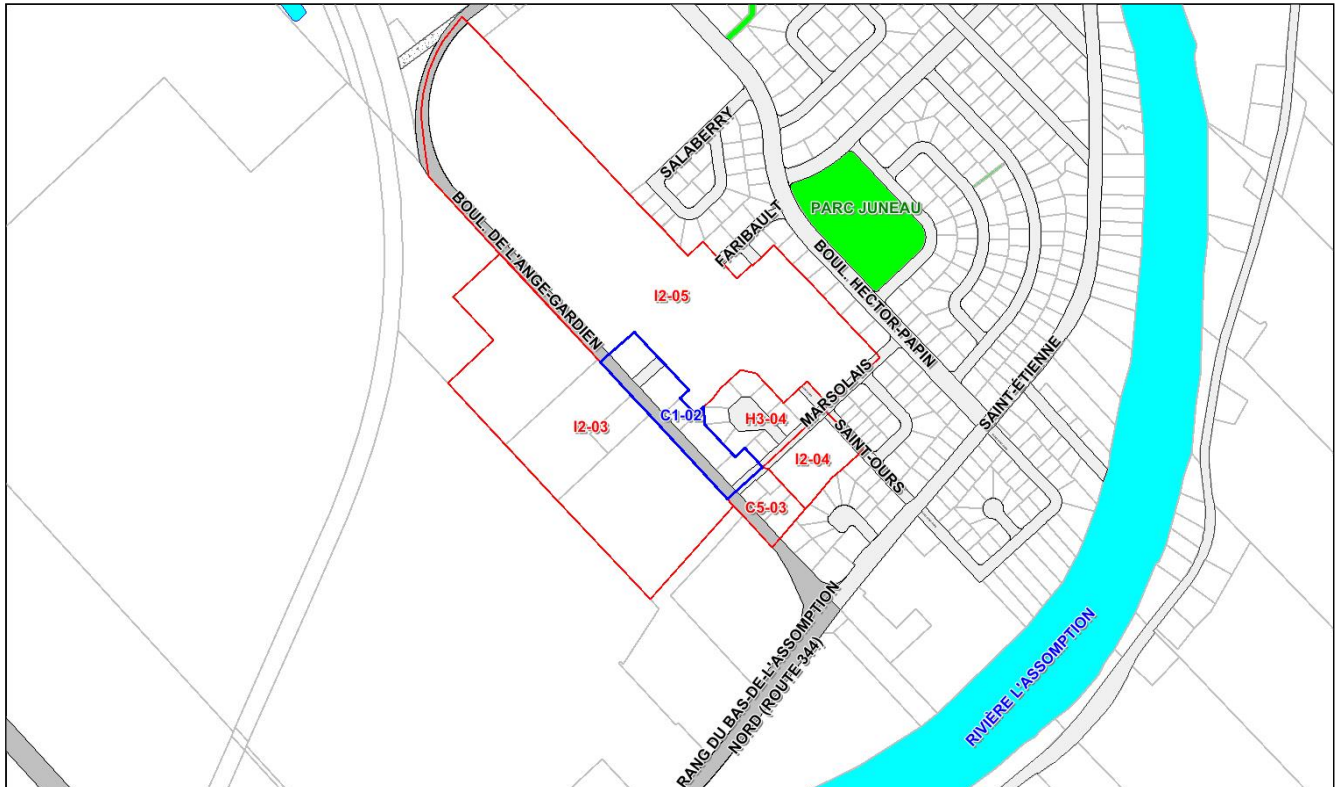 SALABERRY
PARC JUNEAU
FARIBAULT
BOUL. DE L'ANGE-GARDIEN
BOUL. HECTOR-PAPIN
I2-05
SAINT-ÉTIENNE
MARSOLAIS
C1-02
H3-04
I2-03
SAINT-OURS
I2-04
C5-03
RANG DU BAS-DE-L'ASSOMPTION
NORD (ROUTE 344)
RIVIÈRE L'ASSOMPTION